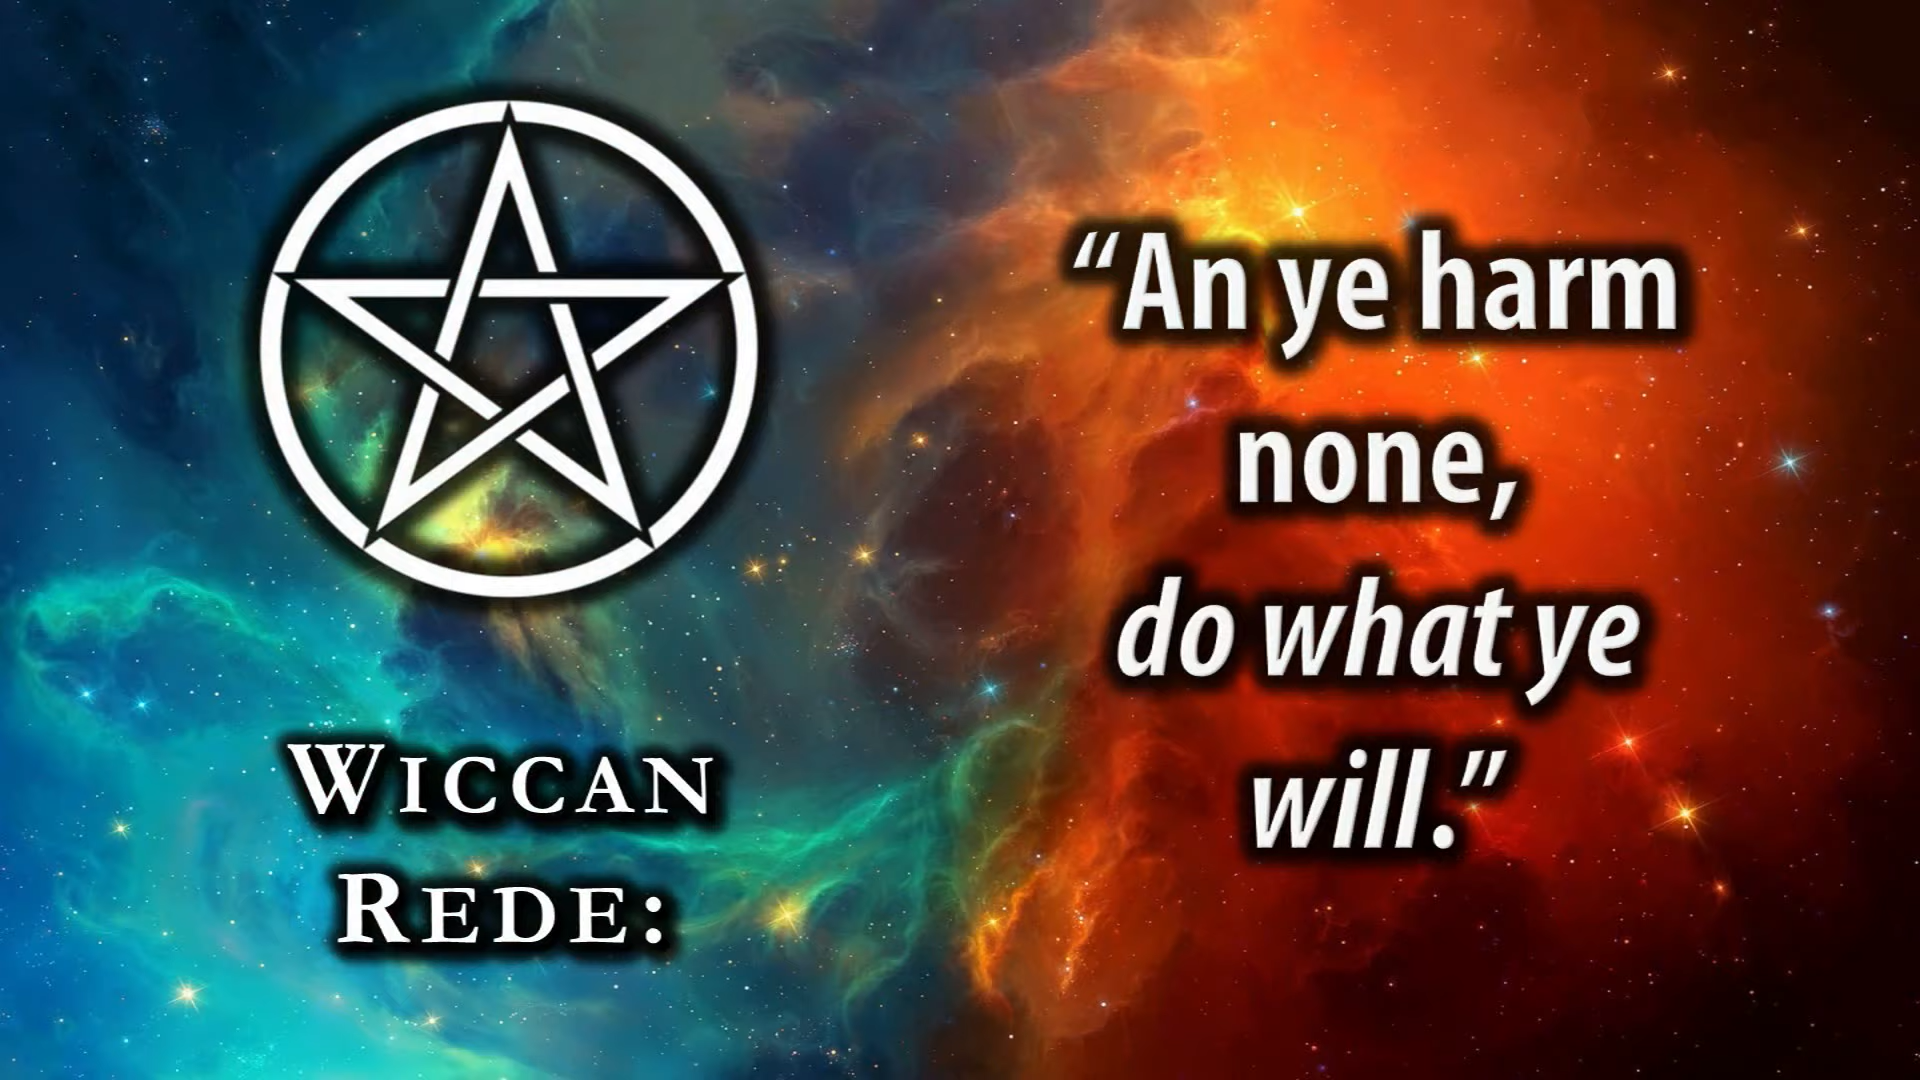 WICCAN
REDE:
“An ye harm
none,
do what ye
will.”